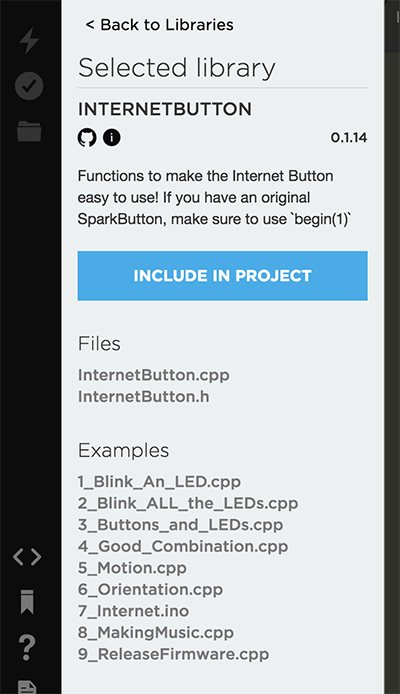 < Back to Libraries
Selected library
INTERNETBUTTON
0.1.14
Functions to make the Internet Button
easy to use! If you have an original
SparkButton, make sure to use `begin(1)`
INCLUDE IN PROJECT
Files
InternetButton.cpp
InternetButton.h
Examples
1_Blink_An_LED.cpp
2_Blink_ALL_the_LEDs.cpp
3_Buttons_and_LEDs.cpp
4_Good_Combination.cpp
5_Motion.cpp
6_Orientation.cpp
7_Internet.ino
8_MakingMusic.cpp
9_ReleaseFirmware.cpp